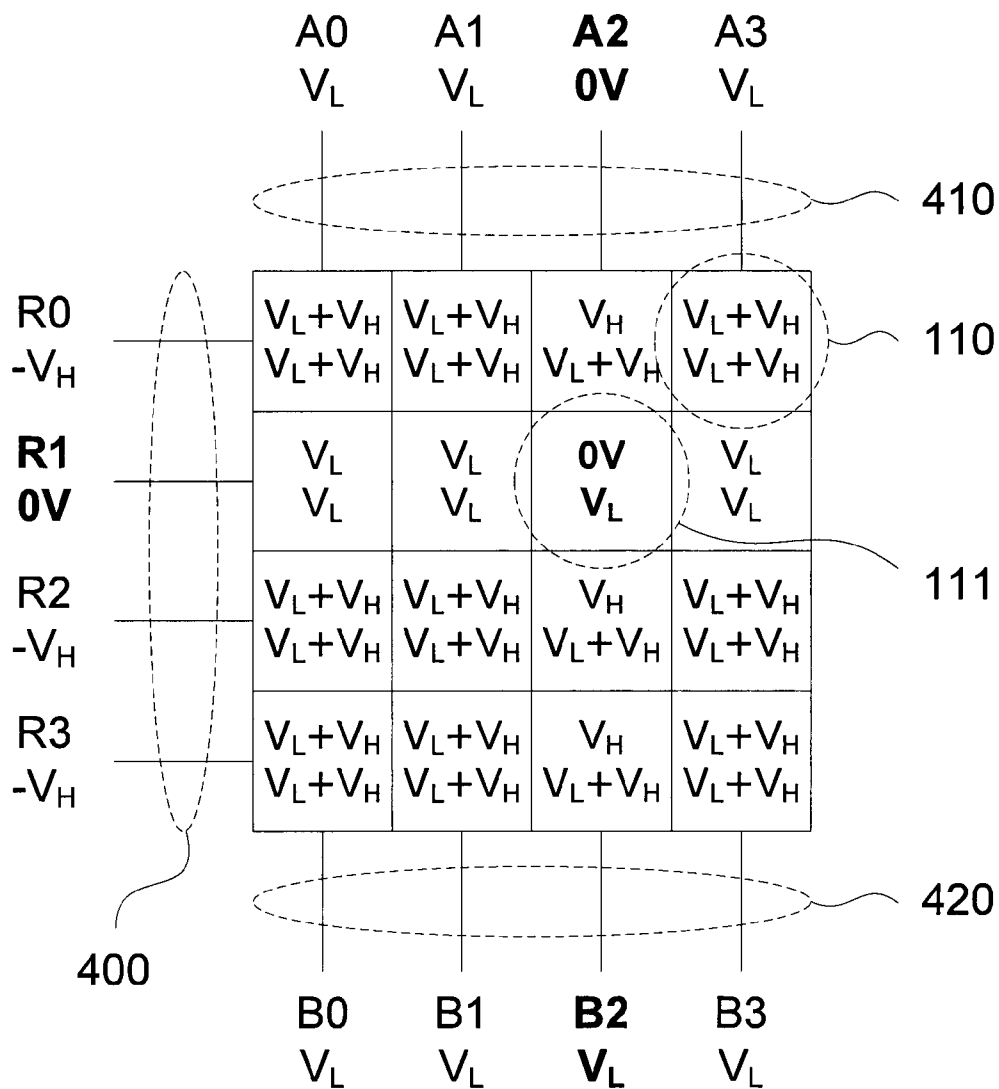 A0 A1 A2 A3
V_L V_L 0V V_L
410
R0 V_L+V_H V_L+V_H V_H V_L+V_H 110
-V_H V_L+V_H V_L+V_H V_L+V_H V_L+V_H
R1 V_L V_L 0V V_L
0V V_L V_L V_L V_L
111
R2 V_L+V_H V_L+V_H V_H V_L+V_H
-V_H V_L+V_H V_L+V_H V_L+V_H V_L+V_H
R3 V_L+V_H V_L+V_H V_H V_L+V_H
-V_H V_L+V_H V_L+V_H V_L+V_H V_L+V_H
420
400
B0 B1 B2 B3
V_L V_L V_L V_L